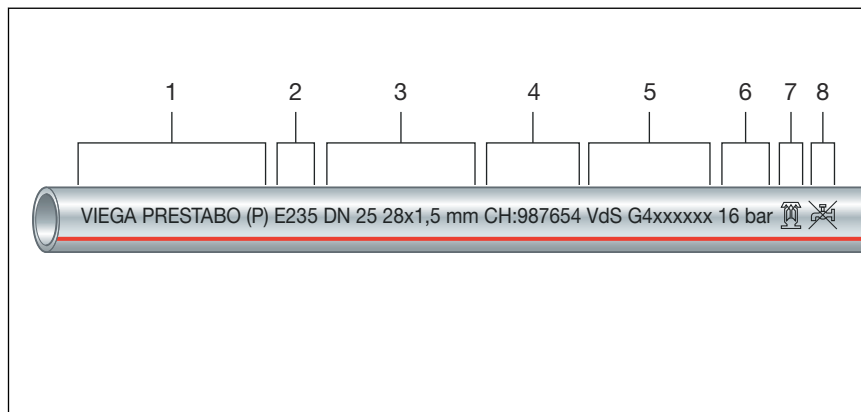 1 2 3 4 5 6 7 8
VIEGA PRESTABO (P) E235 DN 25 28x1,5 mm CH:987654 VdS G4xxxxxx 16 bar